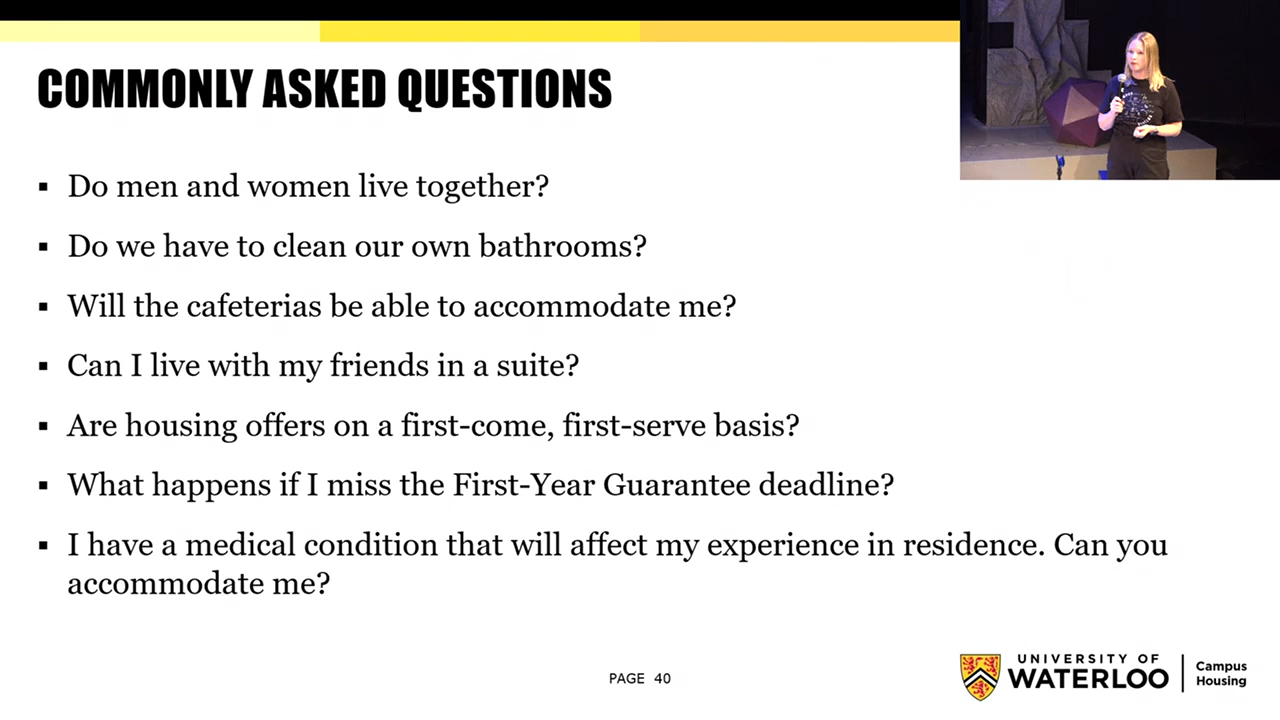 COMMONLY ASKED QUESTIONS
▪ Do men and women live together?
▪ Do we have to clean our own bathrooms?
▪ Will the cafeterias be able to accommodate me?
▪ Can I live with my friends in a suite?
▪ Are housing offers on a first-come, first-serve basis?
▪ What happens if I miss the First-Year Guarantee deadline?
▪ I have a medical condition that will affect my experience in residence. Can you
accommodate me?
PAGE 40
UNIVERSITY OF
WATERLOO
Campus
Housing